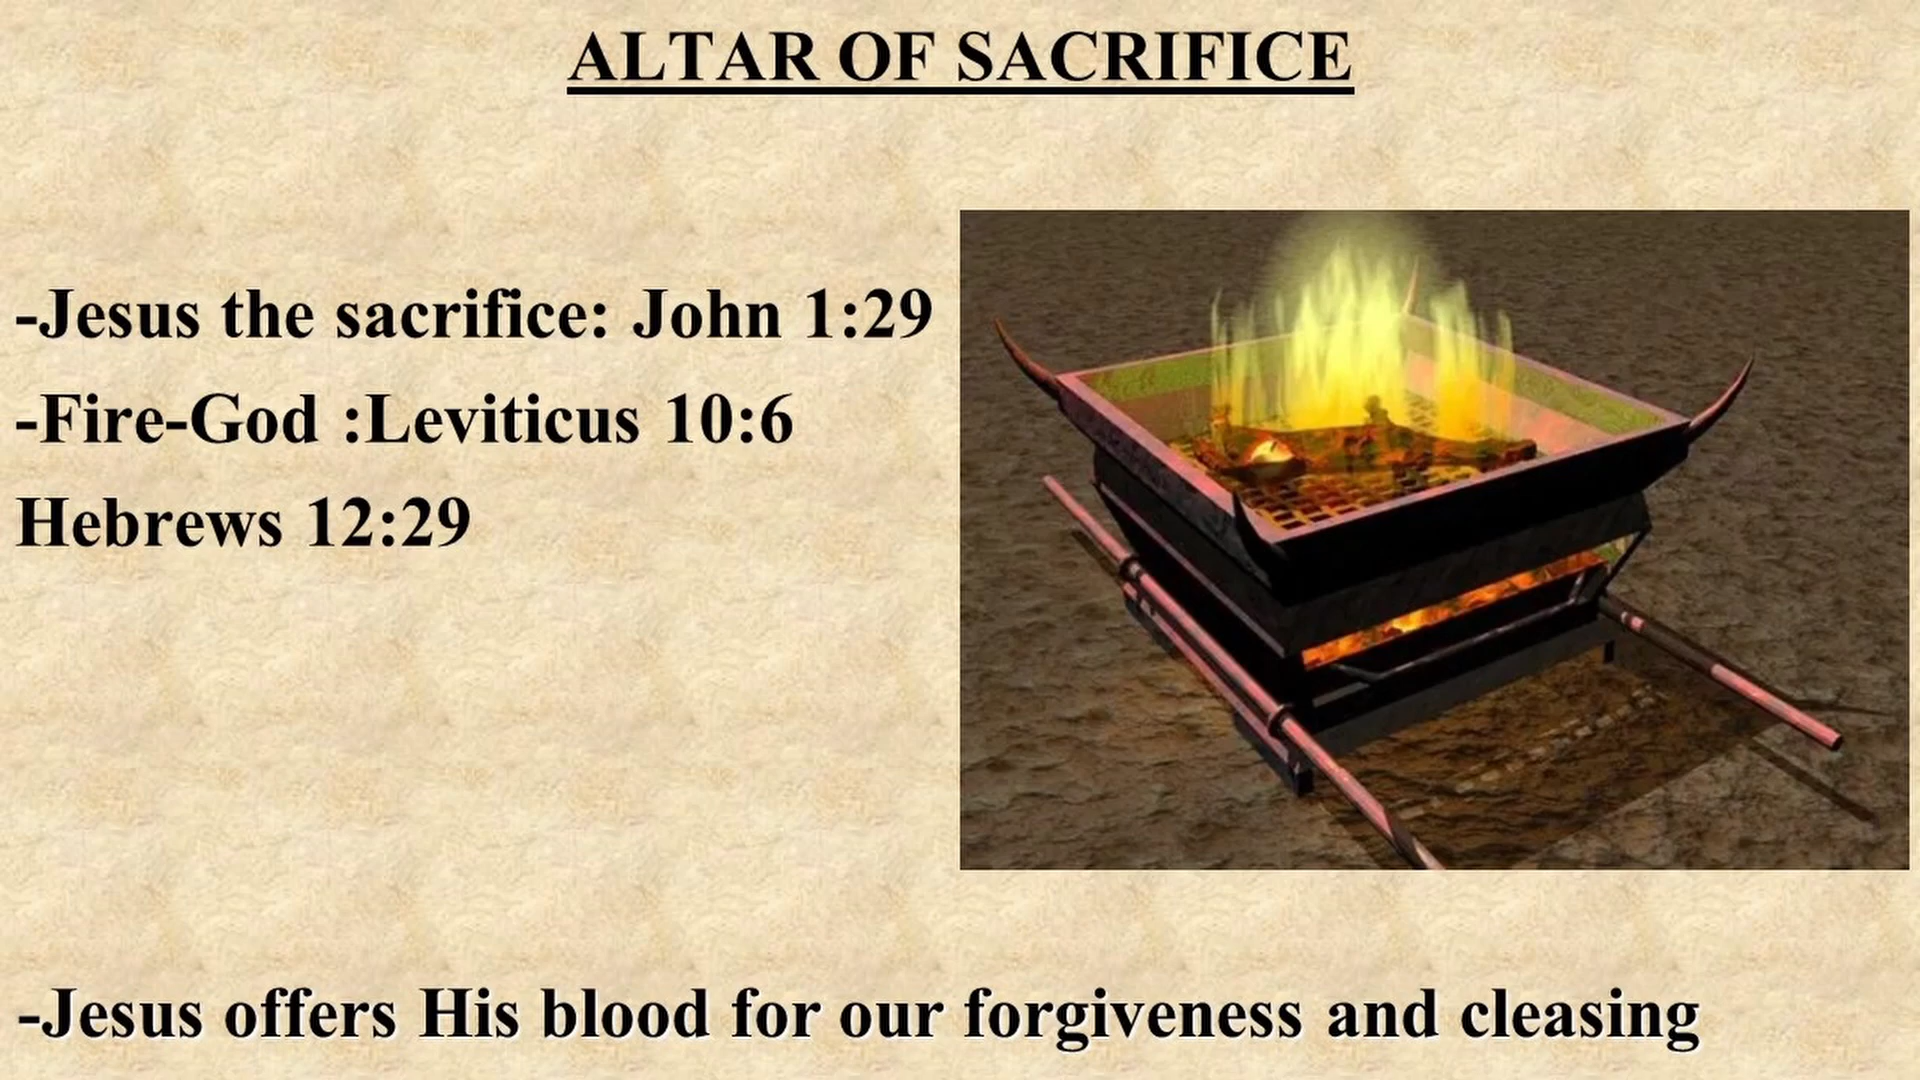 ALTAR OF SACRIFICE
-Jesus the sacrifice: John 1:29
-Fire-God :Leviticus 10:6
Hebrews 12:29
-Jesus offers His blood for our forgiveness and cleasing